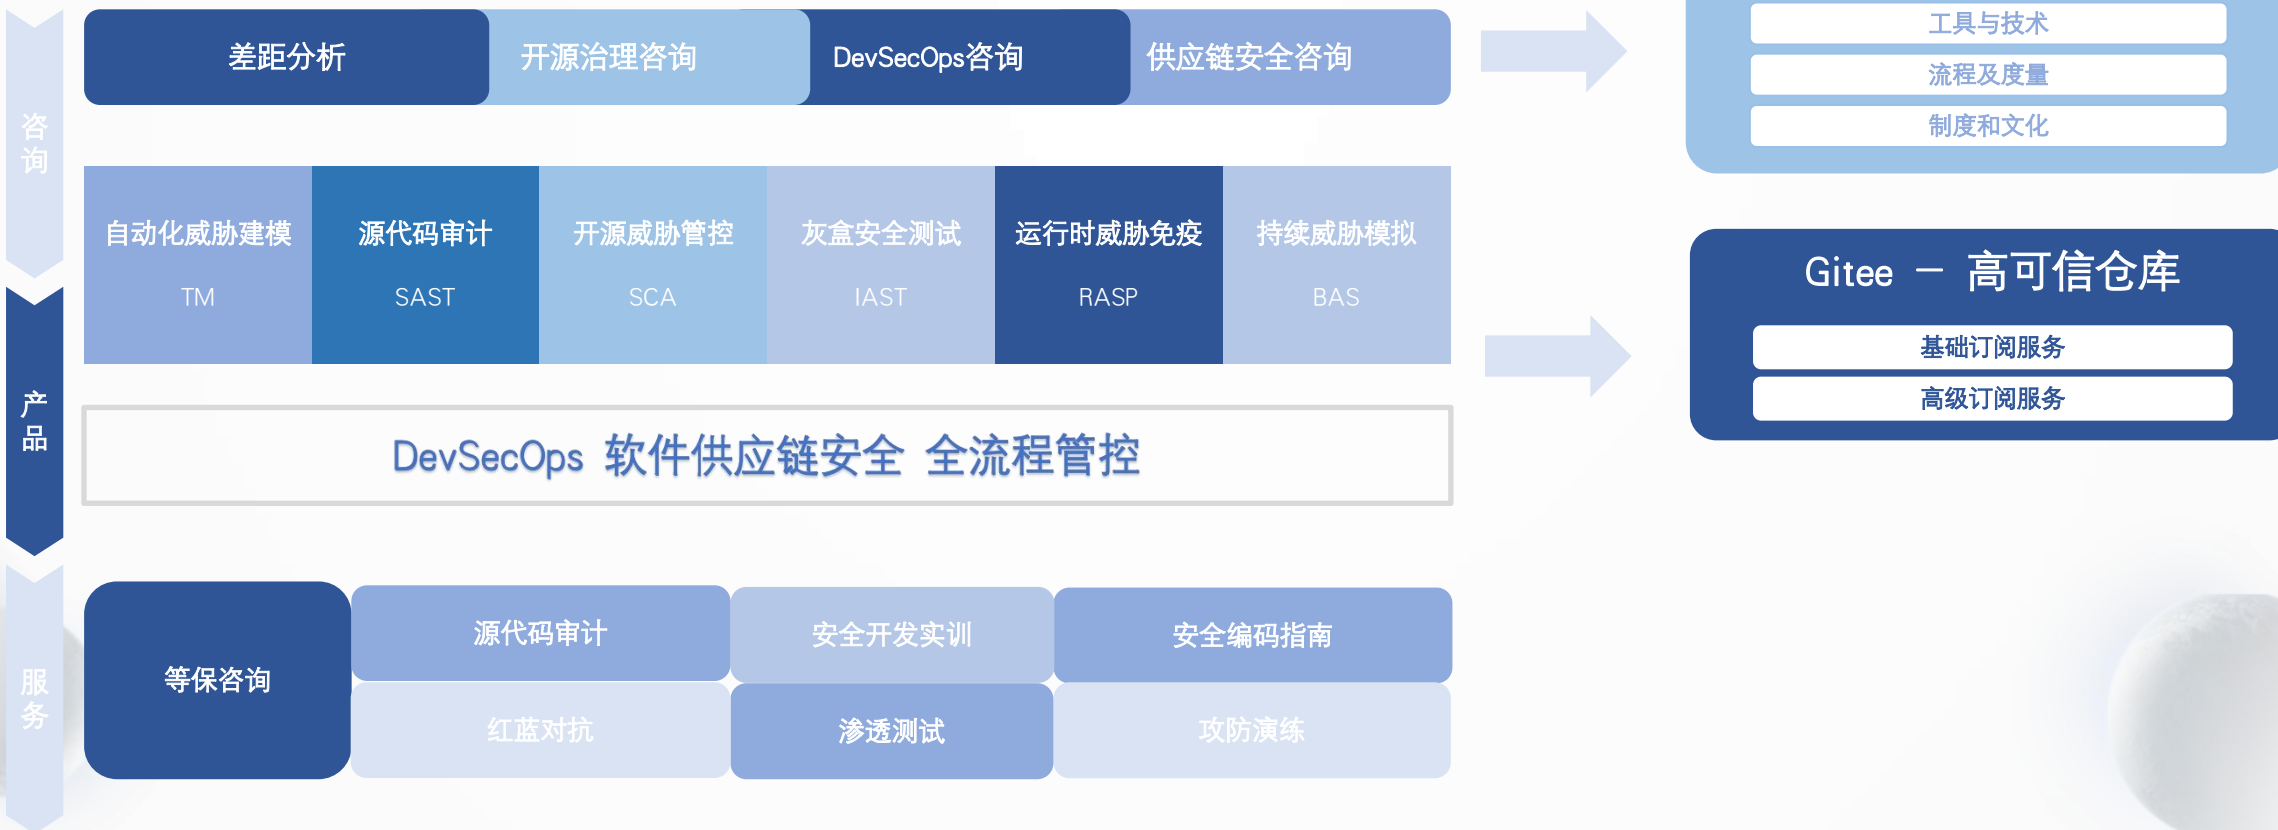 咨询
差距分析
开源治理咨询
DevSecOps咨询
供应链安全咨询
工具与技术
流程及度量
制度和文化
产品
自动化威胁建模
TM
源代码审计
SAST
开源威胁管控
SCA
灰盒安全测试
IAST
运行时威胁免疫
RASP
持续威胁模拟
BAS
Gitee － 高可信仓库
基础订阅服务
高级订阅服务
DevSecOps 软件供应链安全 全流程管控
服务
等保咨询
源代码审计
安全开发实训
安全编码指南
红蓝对抗
渗透测试
攻防演练